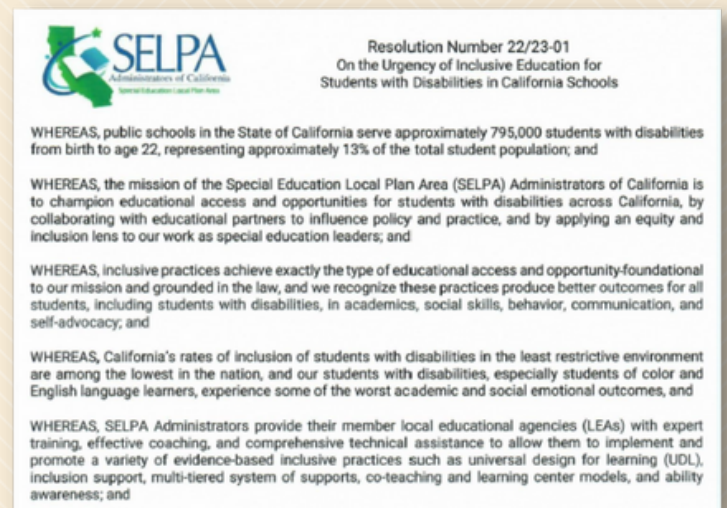 SELPA
Administrators of California
Special Education Local Plan Area
Resolution Number 22/23-01
On the Urgency of Inclusive Education for
Students with Disabilities in California Schools
WHEREAS, public schools in the State of California serve approximately 795,000 students with disabilities
from birth to age 22, representing approximately 13% of the total student population; and
WHEREAS, the mission of the Special Education Local Plan Area (SELPA) Administrators of California is
to champion educational access and opportunities for students with disabilities across California, by
collaborating with educational partners to influence policy and practice, and by applying an equity and
inclusion lens to our work as special education leaders; and
WHEREAS, inclusive practices achieve exactly the type of educational access and opportunity-foundational
to our mission and grounded in the law, and we recognize these practices produce better outcomes for all
students, including students with disabilities, in academics, social skills, behavior, communication, and
self-advocacy; and
WHEREAS, California's rates of inclusion of students with disabilities in the least restrictive environment
are among the lowest in the nation, and our students with disabilities, especially students of color and
English language learners, experience some of the worst academic and social emotional outcomes, and
WHEREAS, SELPA Administrators provide their member local educational agencies (LEAs) with expert
training, effective coaching, and comprehensive technical assistance to allow them to implement and
promote a variety of evidence-based inclusive practices such as universal design for learning (UDL),
inclusion support, multi-tiered system of supports, co-teaching and learning center models, and ability
awareness; and